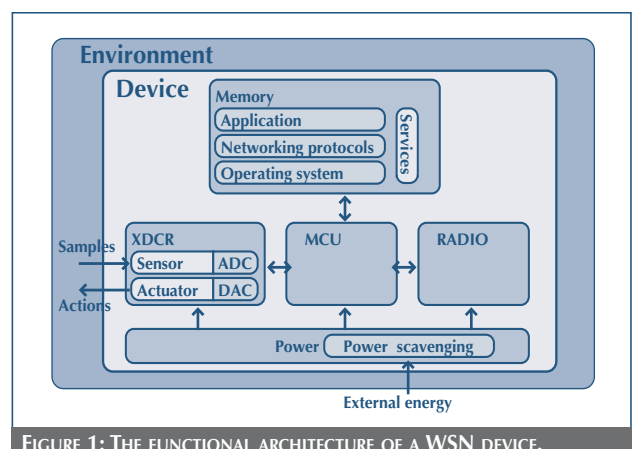 Environment
Device
Memory
Application
Networking protocols
Operating system
Services
XDCR
MCU
RADIO
Samples
Sensor ADC
Actuator DAC
Actions
Power Power scavenging
External energy
FIGURE 1: THE FUNCTIONAL ARCHITECTURE OF A WSN DEVICE.